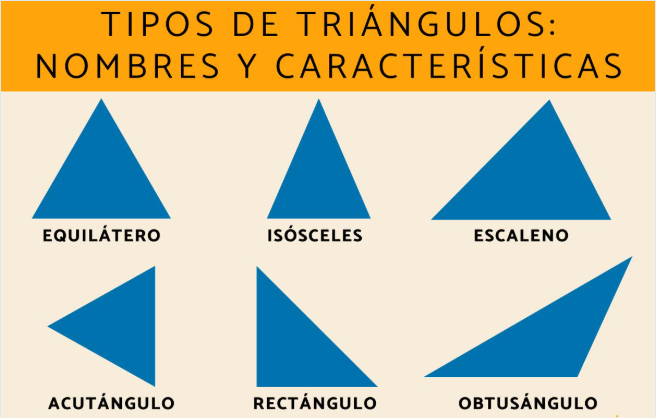 TIPOS DE TRIÁNGULOS:
NOMBRES Y CARACTERÍSTICAS
EQUILÁTERO
ISÓSCELES
ESCALENO
ACUTÁNGULO
RECTÁNGULO
OBTUSÁNGULO